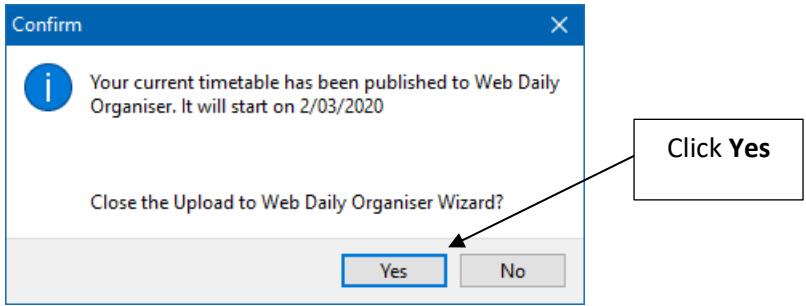 Confirm
Your current timetable has been published to Web Daily
Organiser. It will start on 2/03/2020
Close the Upload to Web Daily Organiser Wizard?
Click Yes
Yes
No